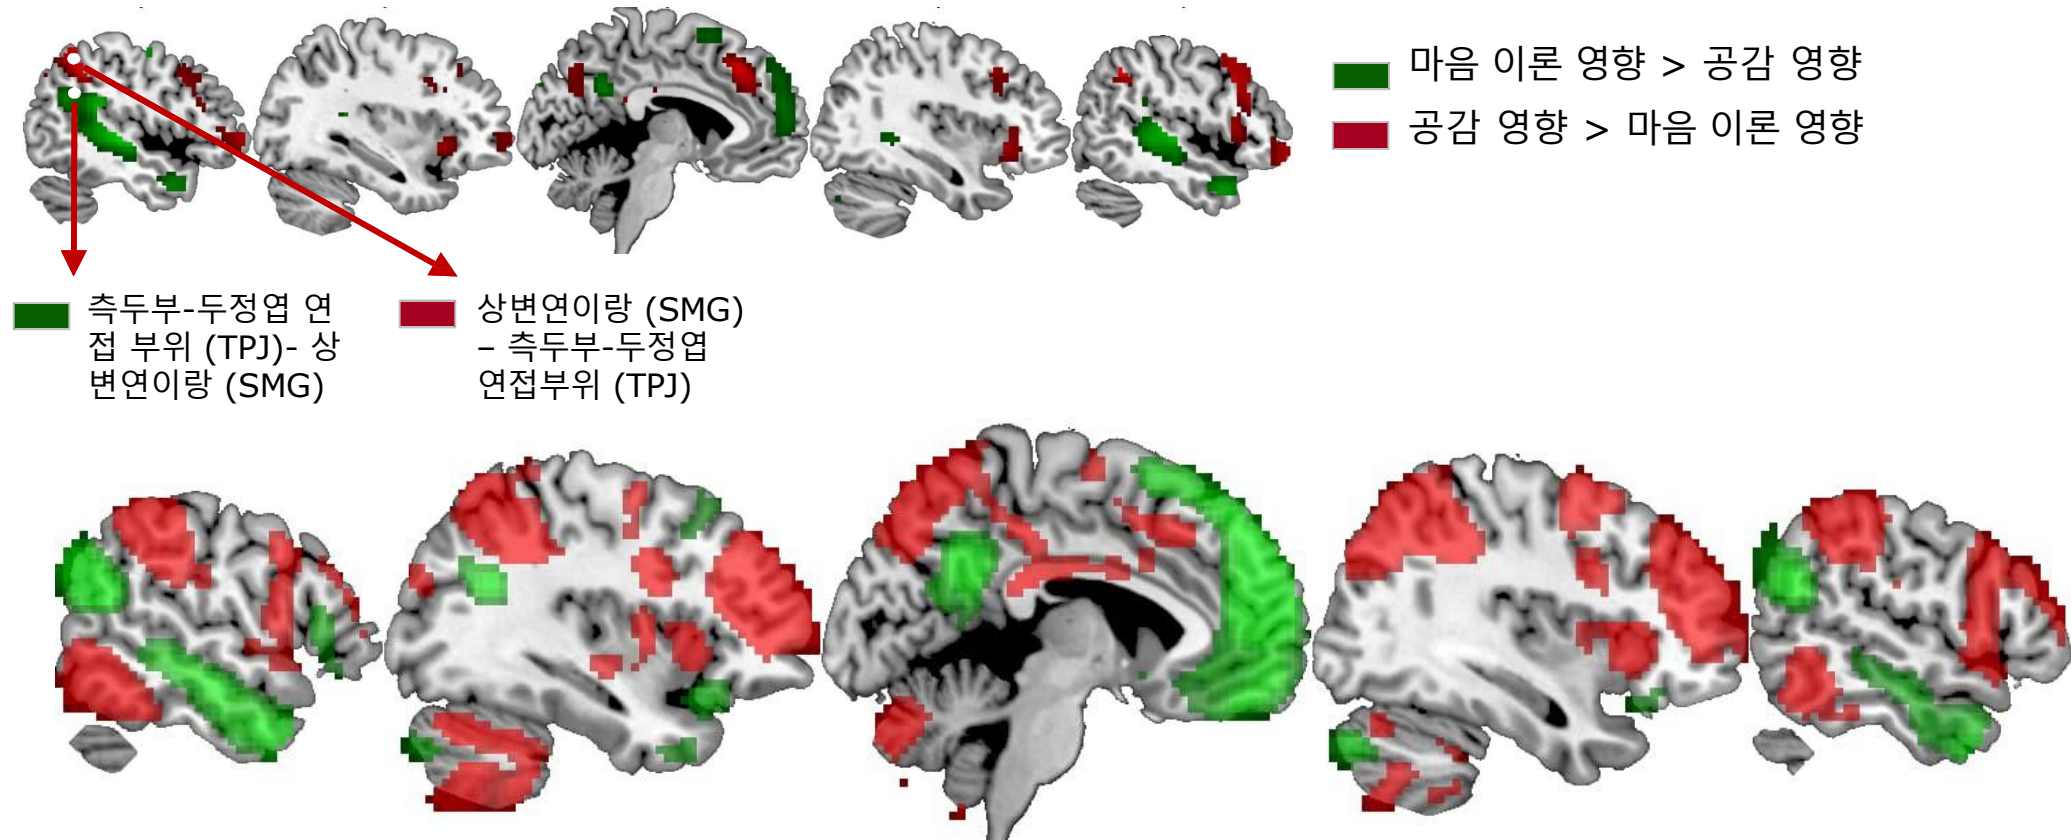 마음 이론 영향 > 공감 영향
공감 영향 > 마음 이론 영향
측두부-두정엽 연
접 부위 (TPJ)- 상
변연이랑 (SMG)
상변연이랑 (SMG)
– 측두부-두정엽
연접부위 (TPJ)